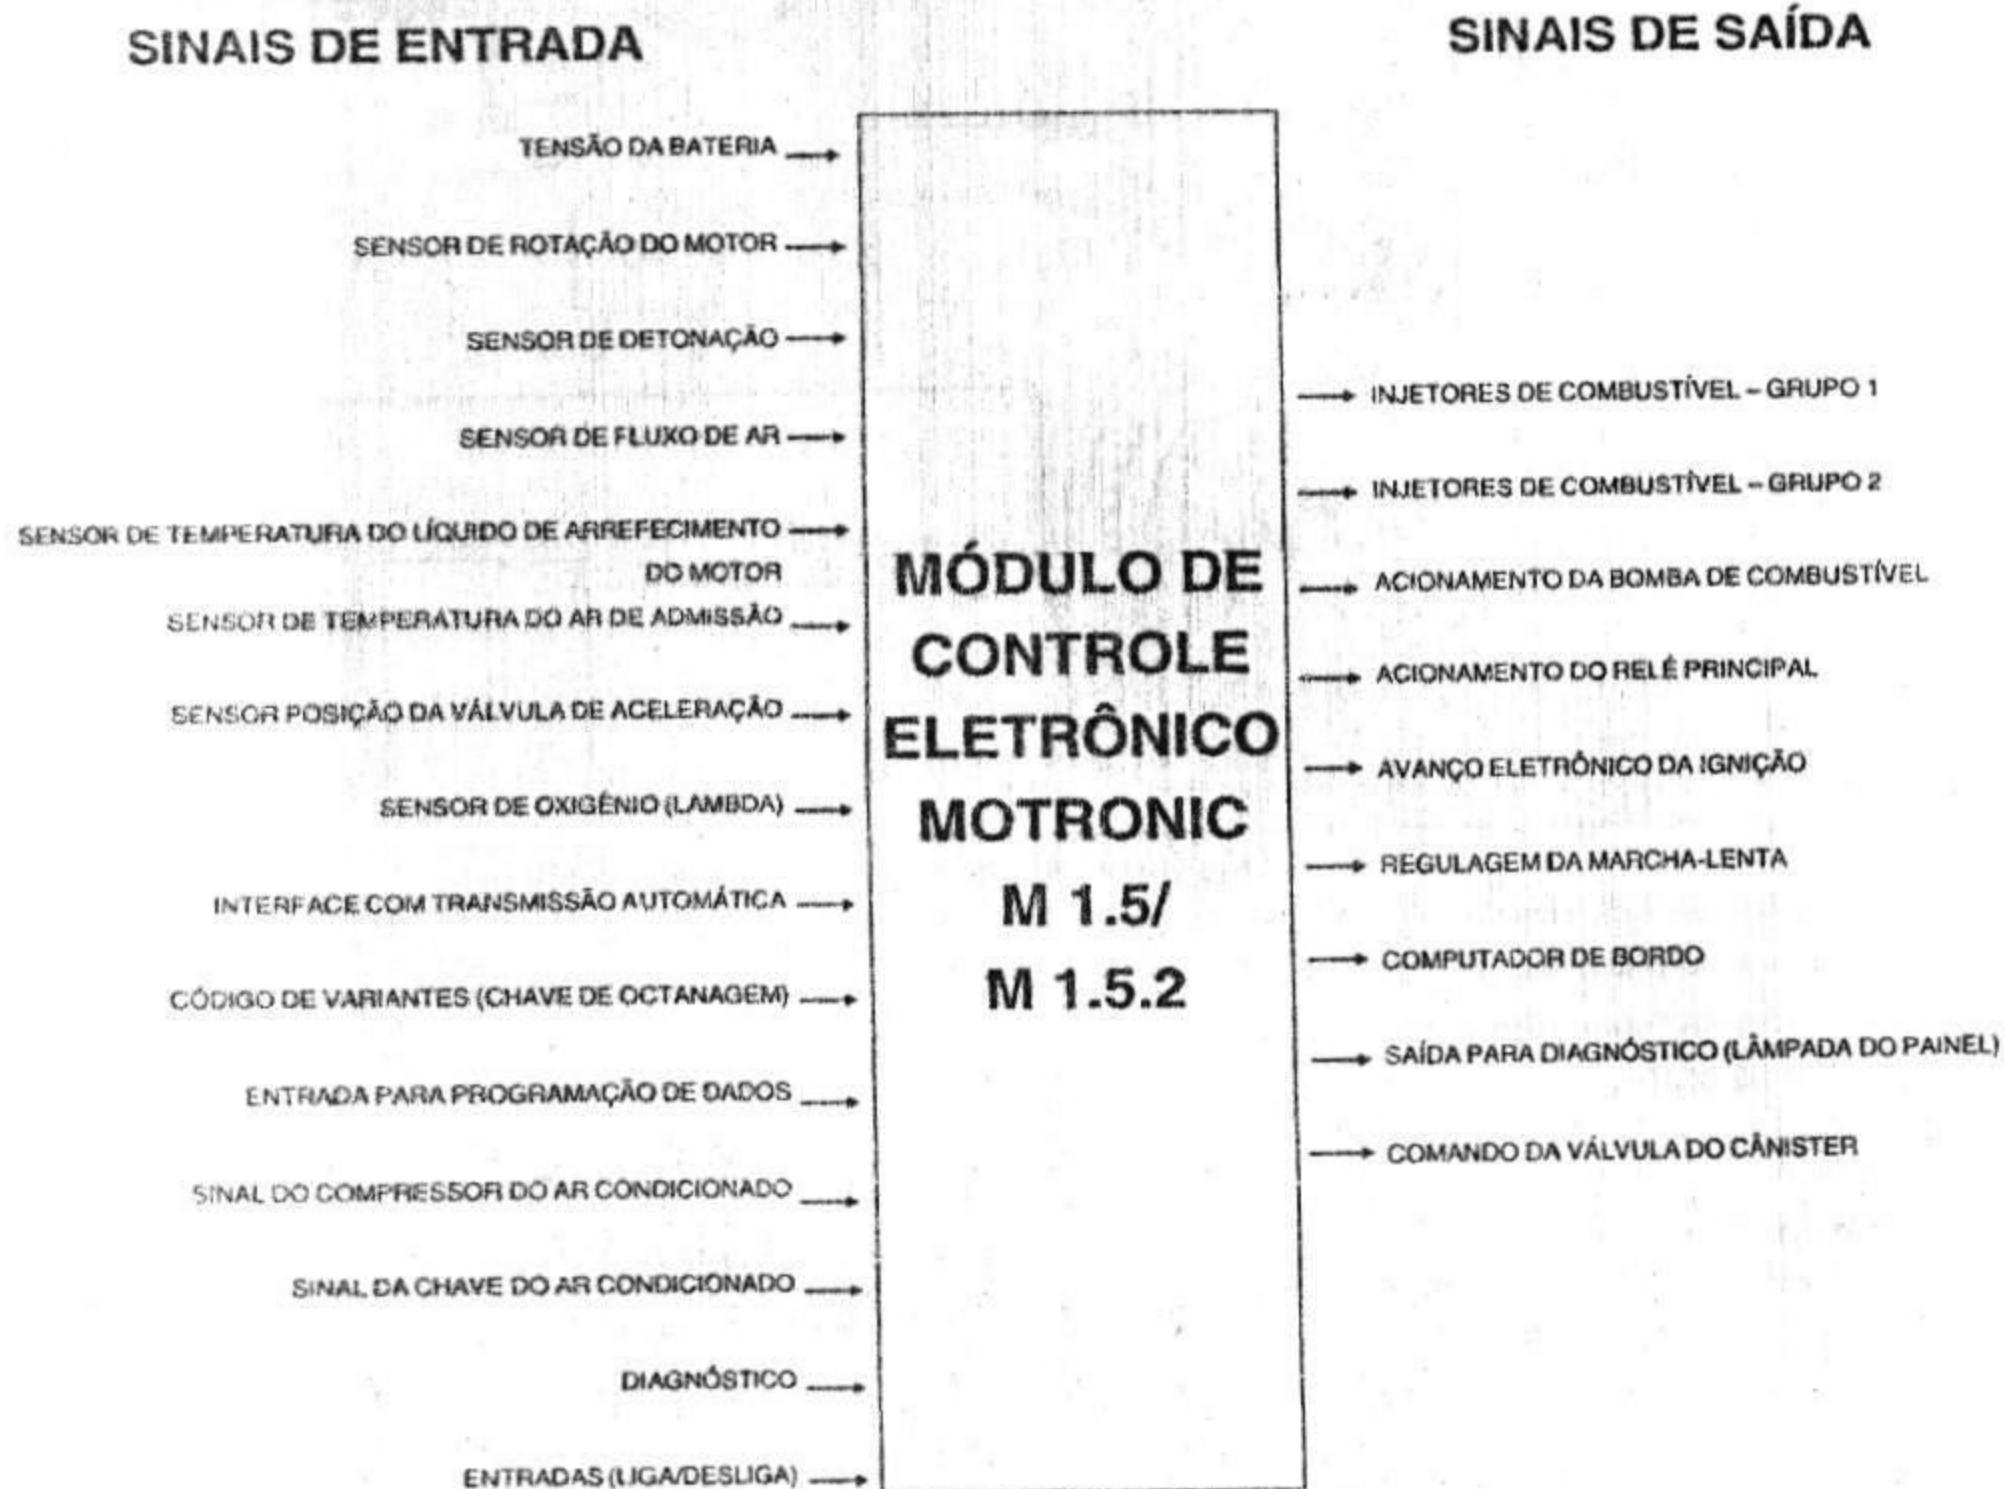 SINAIS DE ENTRADA
SINAIS DE SAÍDA
TENSÃO DA BATERIA
SENSOR DE ROTAÇÃO DO MOTOR
SENSOR DE DETONAÇÃO
SENSOR DE FLUXO DE AR
SENSOR DE TEMPERATURA DO LÍQUIDO DE ARREFECIMENTO
DO MOTOR
SENSOR DE TEMPERATURA DO AR DE ADMISSÃO
SENSOR POSIÇÃO DA VÁLVULA DE ACELERAÇÃO
SENSOR DE OXIGÊNIO (LAMBDA)
INTERFACE COM TRANSMISSÃO AUTOMÁTICA
CÓDIGO DE VARIANTES (CHAVE DE OCTANAGEM)
ENTRADA PARA PROGRAMAÇÃO DE DADOS
SINAL DO COMPRESSOR DO AR CONDICIONADO
SINAL DA CHAVE DO AR CONDICIONADO
DIAGNÓSTICO
ENTRADAS (LIGA/DESLIGA)
MÓDULO DE
CONTROLE
ELETRÔNICO
MOTRONIC
M 1.5/
M 1.5.2
INJETORES DE COMBUSTÍVEL – GRUPO 1
INJETORES DE COMBUSTÍVEL – GRUPO 2
ACIONAMENTO DA BOMBA DE COMBUSTÍVEL
ACIONAMENTO DO RELÉ PRINCIPAL
AVANÇO ELETRÔNICO DA IGNIÇÃO
REGULAGEM DA MARCHA-LENTA
COMPUTADOR DE BORDO
SAÍDA PARA DIAGNÓSTICO (LÂMPADA DO PAINEL)
COMANDO DA VÁLVULA DO CÂNISTER